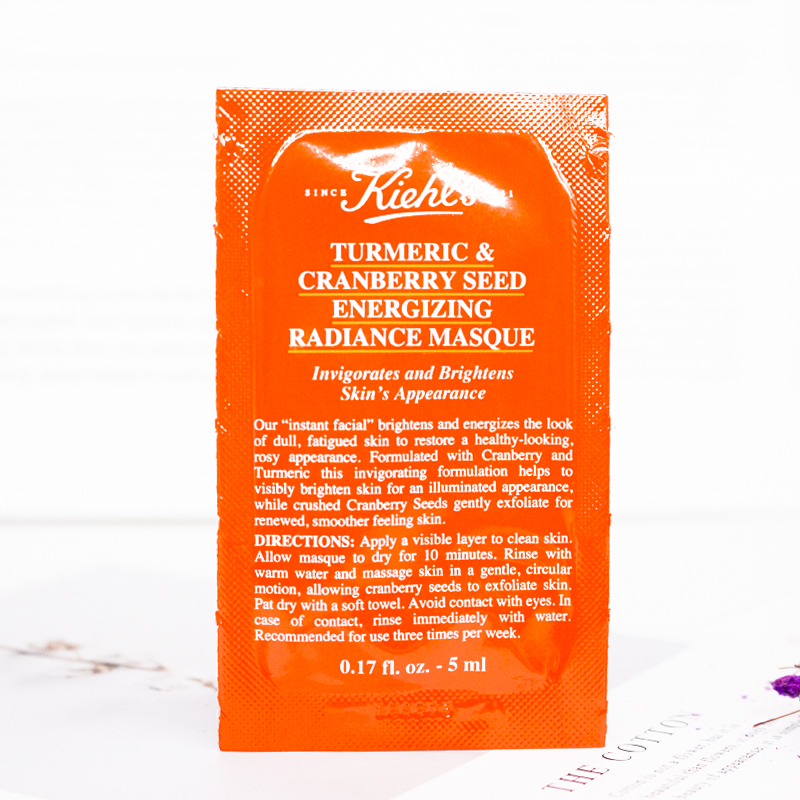 SINCE Kiehl's
TURMERIC &
CRANBERRY SEED
ENERGIZING
RADIANCE MASQUE
Invigorates and Brightens
Skin's Appearance
Our “instant facial” brightens and energizes the look
of dull, fatigued skin to restore a healthy-looking,
rosy appearance. Formulated with Cranberry and
Turmeric this invigorating formulation helps to
visibly brighten skin for an illuminated appearance,
while crushed Cranberry Seeds gently exfoliate for
renewed, smoother feeling skin.
DIRECTIONS: Apply a visible layer to clean skin.
Allow masque to dry for 10 minutes. Rinse with
warm water and massage skin in a gentle, circular
motion, allowing cranberry seeds to exfoliate skin.
Pat dry with a soft towel. Avoid contact with eyes. In
case of contact, rinse immediately with water.
Recommended for use three times per week.
0.17 fl. oz. - 5 ml
THE COTTON